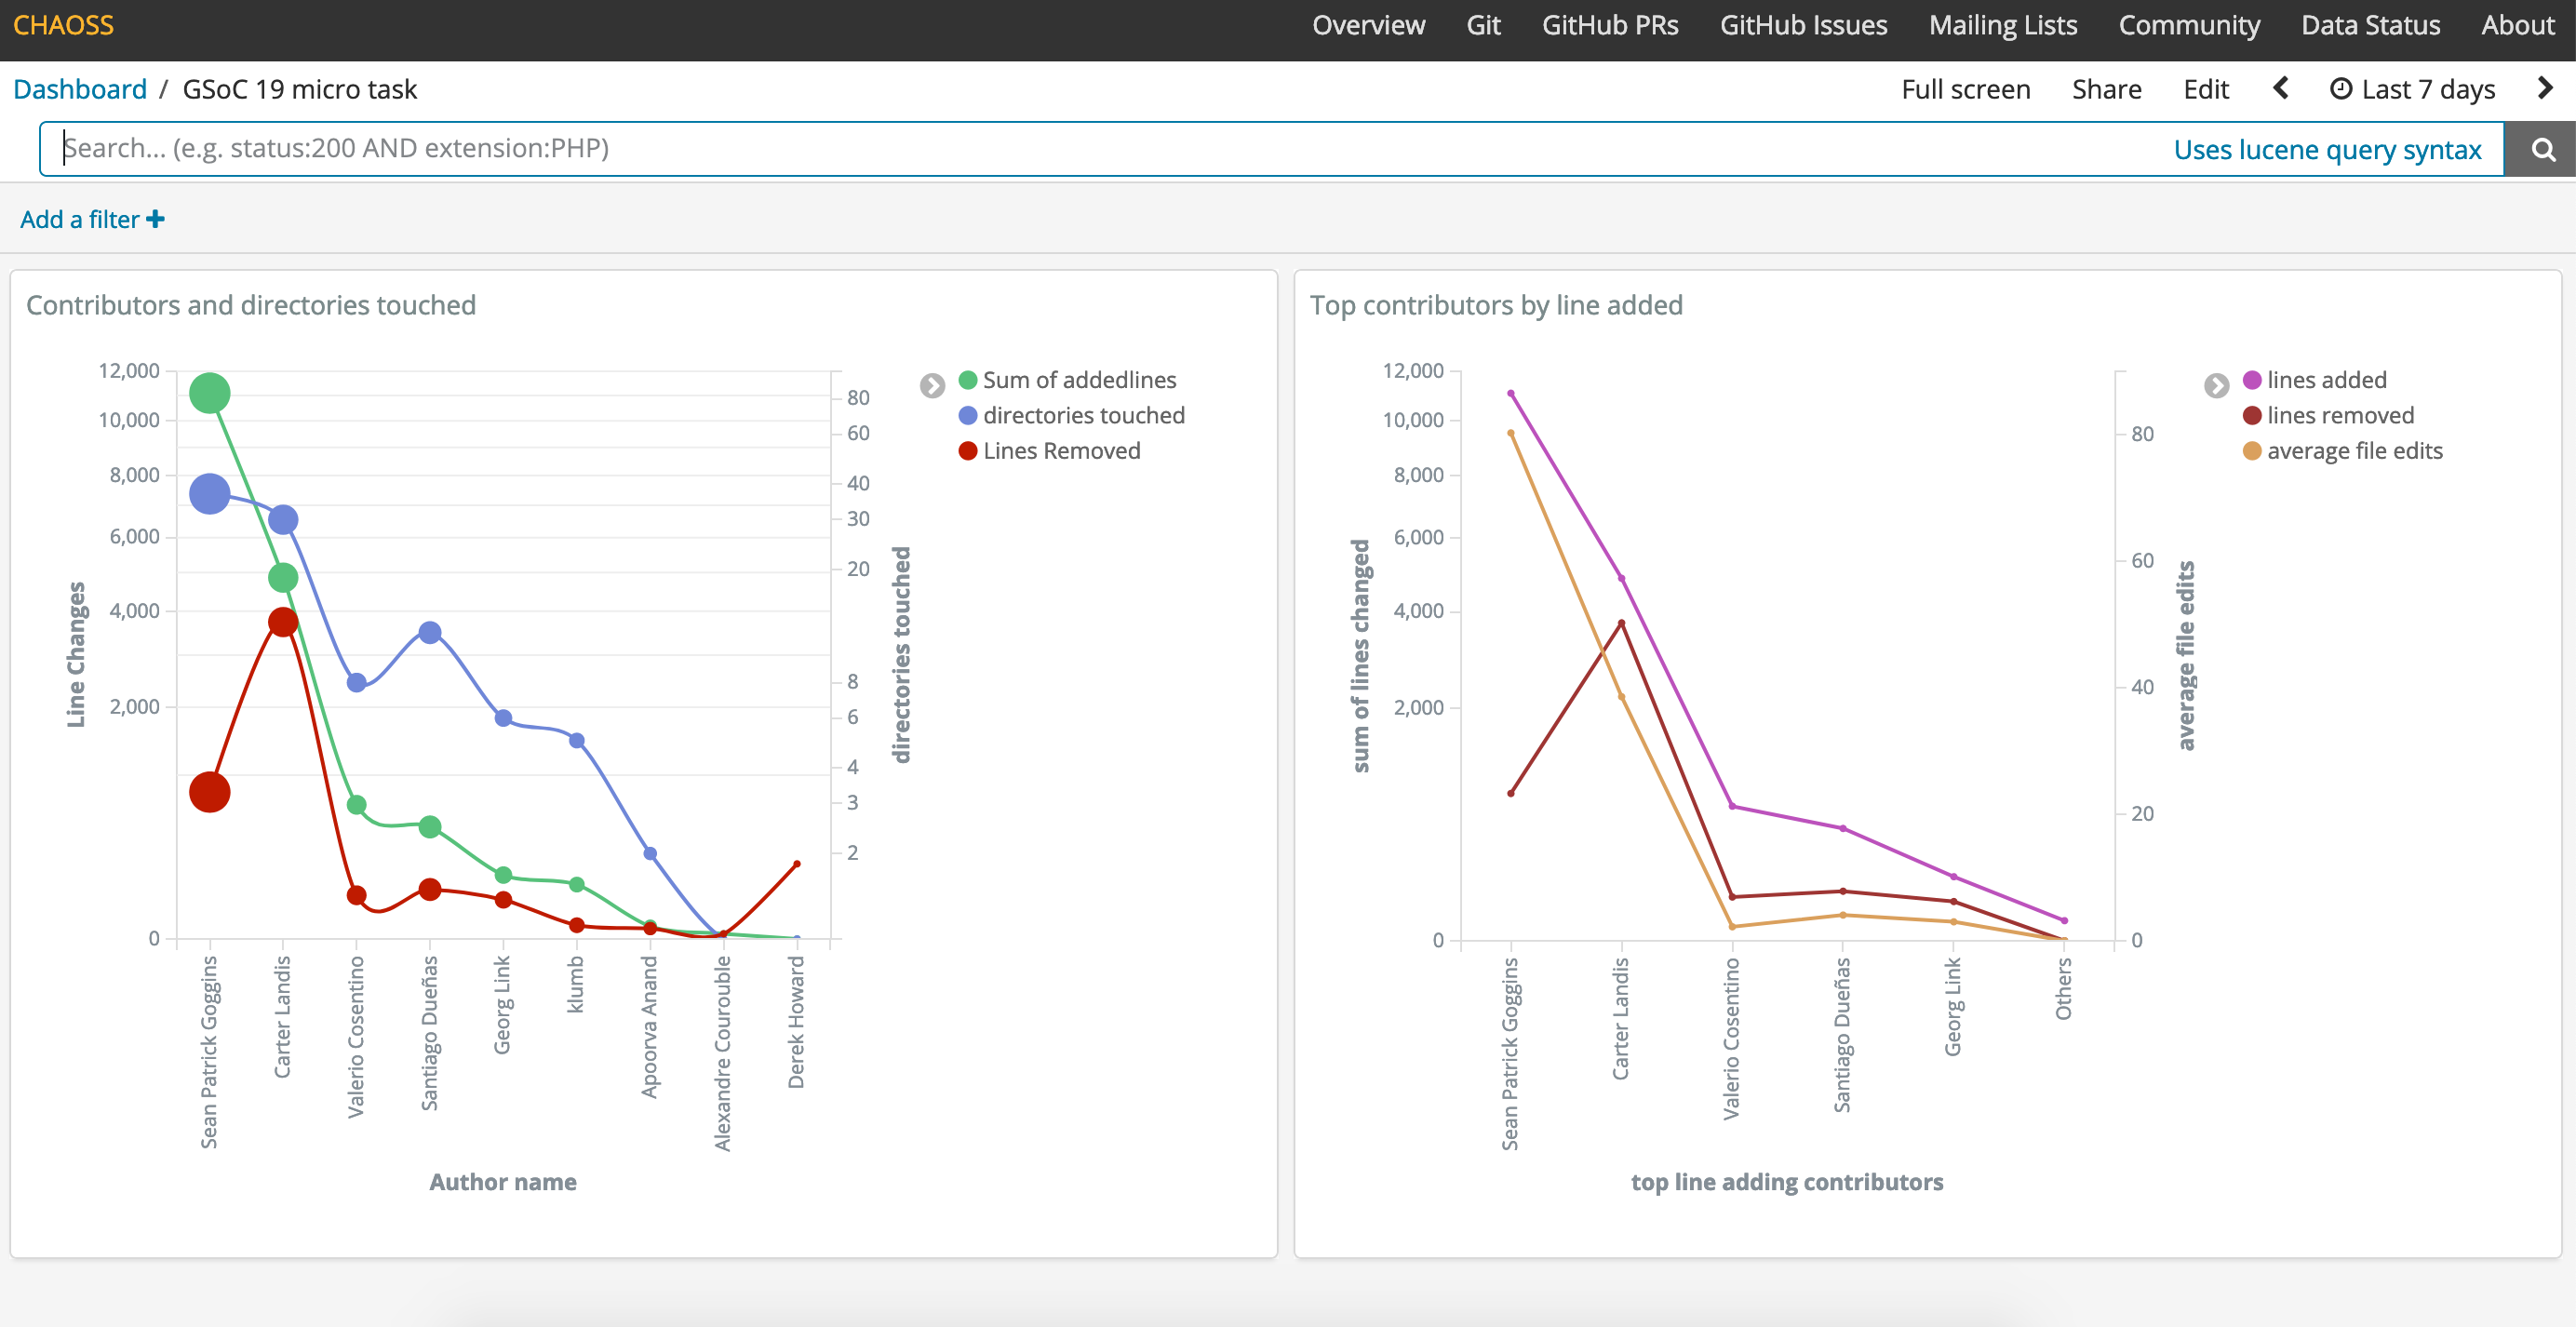 CHAOSS
Overview Git GitHub PRs GitHub Issues Mailing Lists Community Data Status About
Dashboard / GSoC 19 micro task
Full screen Share Edit Last 7 days
Search... (e.g. status:200 AND extension:PHP)
Uses lucene query syntax
Add a filter
Contributors and directories touched
12,000
10,000
8,000
6,000
4,000
2,000
0
Line Changes
80
60
40
30
20
8
6
4
3
2
directories touched
Sum of addedlines
directories touched
Lines Removed
Sean Patrick Goggins
Carter Landis
Valerio Cosentino
Santiago Dueñas
Georg Link
klumb
Apoorva Anand
Alexandre Courouble
Derek Howard
Author name
Top contributors by line added
12,000
10,000
8,000
6,000
4,000
2,000
0
sum of lines changed
80
60
40
20
0
average file edits
lines added
lines removed
average file edits
Sean Patrick Goggins
Carter Landis
Valerio Cosentino
Santiago Dueñas
Georg Link
Others
top line adding contributors